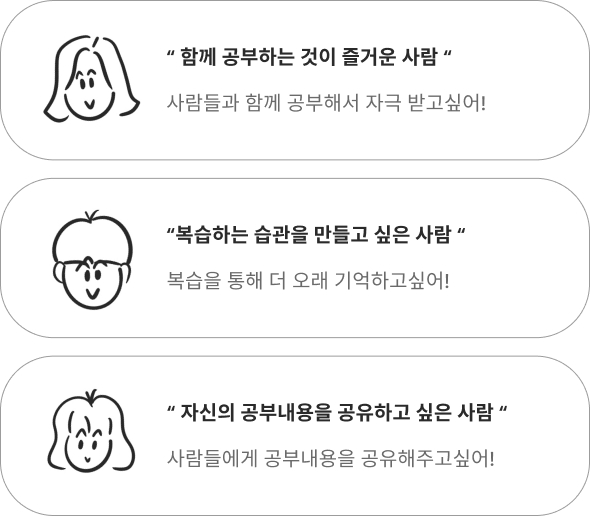 “ 함께 공부하는 것이 즐거운 사람 “
사람들과 함께 공부해서 자극 받고싶어!
“복습하는 습관을 만들고 싶은 사람 “
복습을 통해 더 오래 기억하고싶어!
“ 자신의 공부내용을 공유하고 싶은 사람 “
사람들에게 공부내용을 공유해주고싶어!